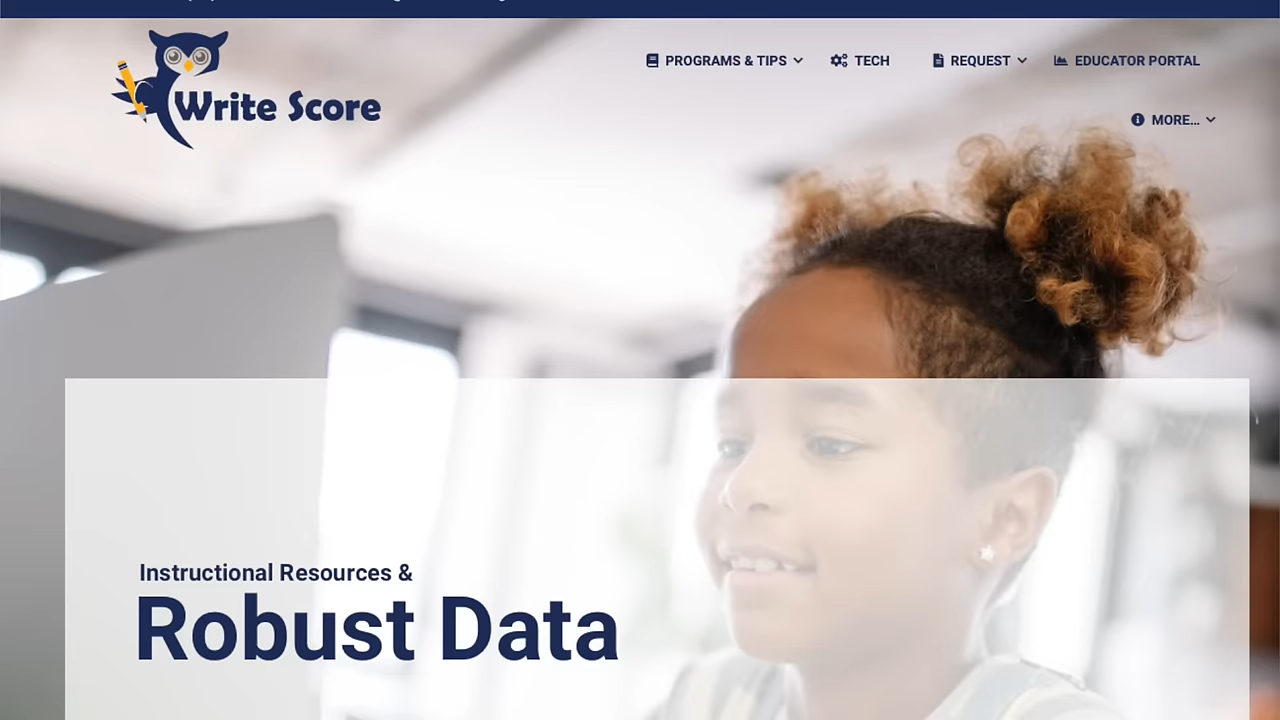 Write Score
PROGRAMS & TIPS
TECH
REQUEST
EDUCATOR PORTAL
MORE...
Instructional Resources &
Robust Data